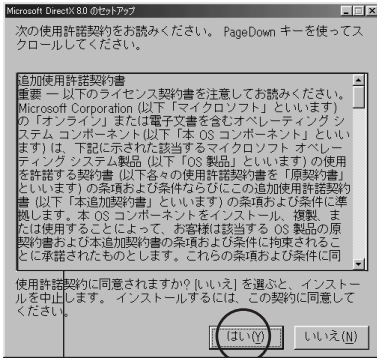 Microsoft DirectX 8.0 のセットアップ
次の使用許諾契約をお読みください。 PageDown キーを使ってス
クロールしてください。
追加使用許諾契約書
重要 ― 以下のライセンス契約書を注意してお読みください。
Microsoft Corporation (以下「マイクロソフト」といいます)
の「オンライン」または電子文書を含むオペレーティング シ
ステム コンポーネント(以下「本 OS コンポーネント」といい
ます) は、下記に示された該当するマイクロソフト オペレー
ティング システム製品 (以下「OS 製品」といいます) の使用
を許諾する契約書 (以下各々の使用許諾契約書を「原契約書」
といいます) の条項および条件ならびにこの追加使用許諾契約
書 (以下「本追加契約書」といいます) の条項および条件に準
拠します。本 OS コンポーネントをインストール、複製、ま
たは使用することによって、お客様は該当する OS 製品の原
契約書および本追加契約書の条項および条件に拘束されるこ
とに承諾されたものとします。これらの条項および条件に同
使用許諾契約に同意されますか? [いいえ] を選ぶと、インストー
ルを中止します。 インストールするには、この契約に同意して
ください。
はい(Y)
いいえ(N)